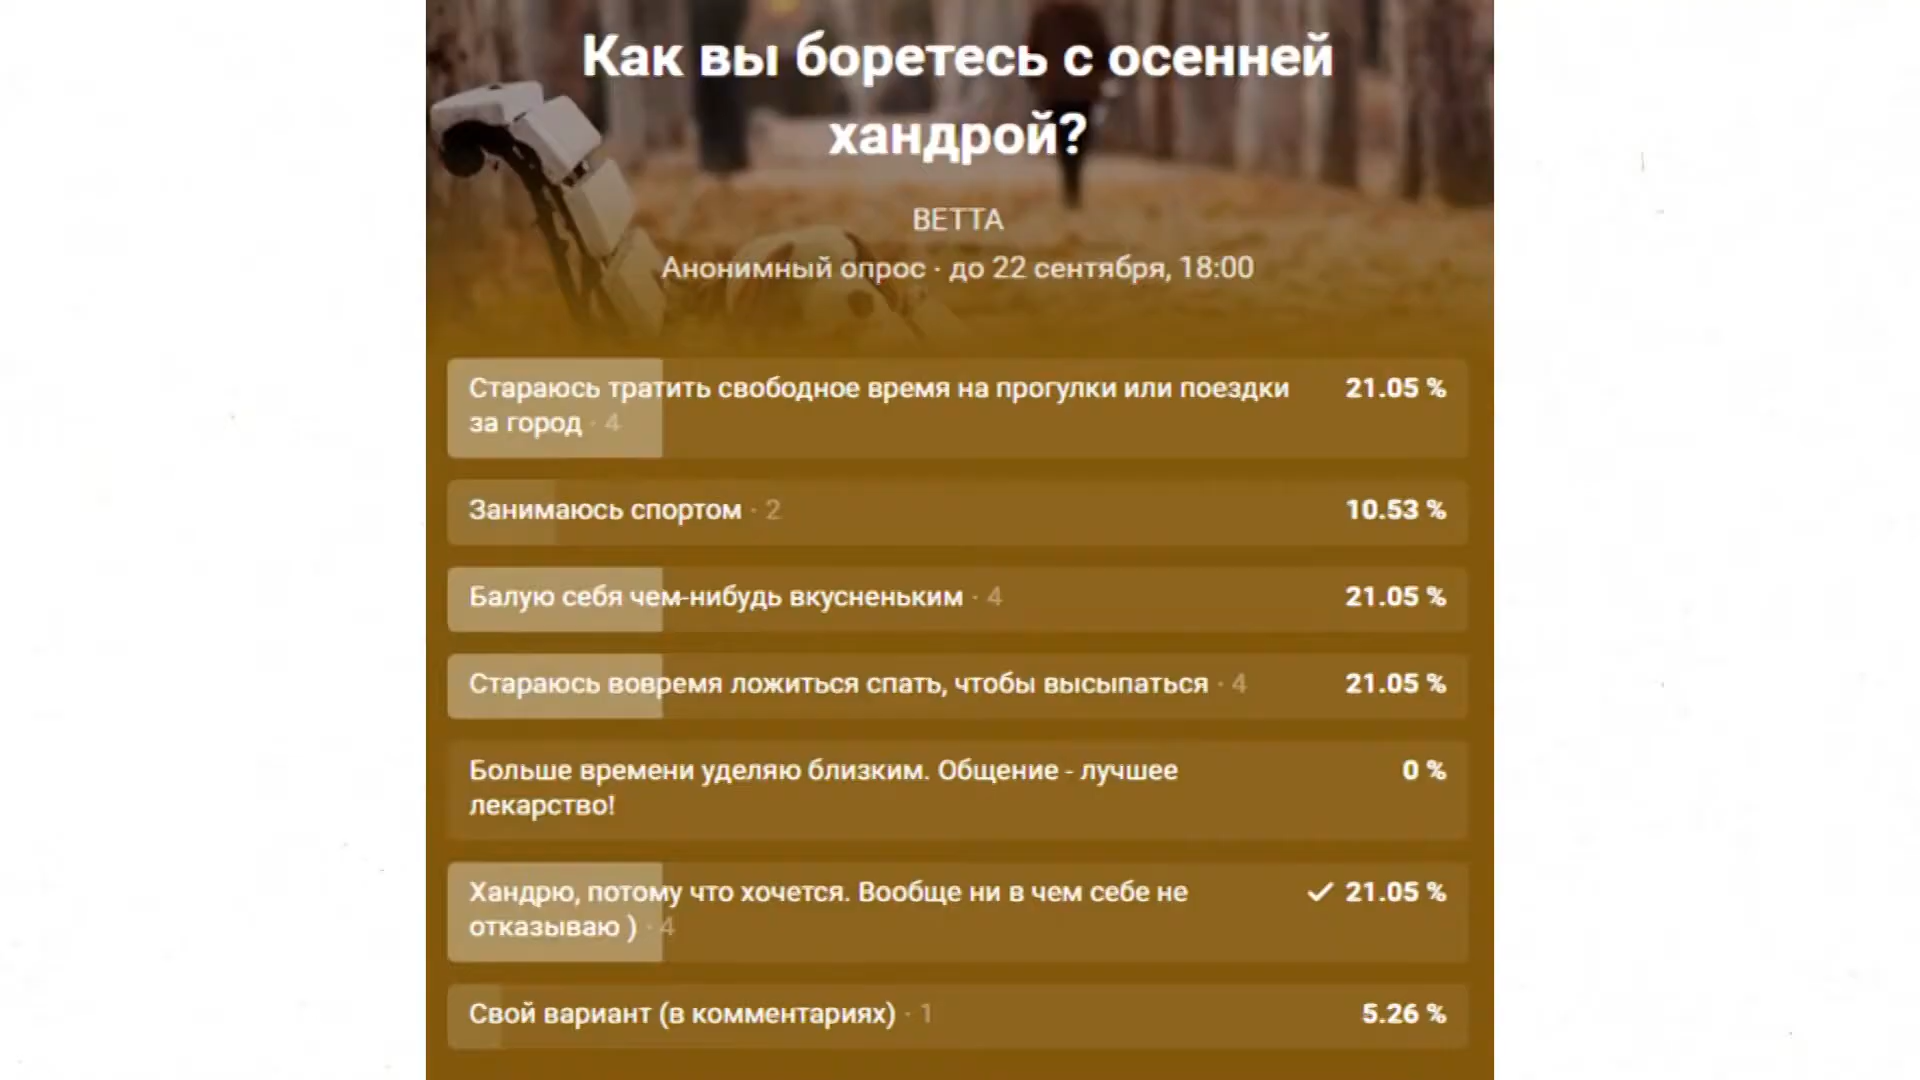 Как вы боретесь с осенней
хандрой?
ВЕТТА
Анонимный опрос · до 22 сентября, 18:00
Стараюсь тратить свободное время на прогулки или поездки 21.05 %
за город · 4
Занимаюсь спортом · 2 10.53 %
Балую себя чем-нибудь вкусненьким · 4 21.05 %
Стараюсь вовремя ложиться спать, чтобы высыпаться · 4 21.05 %
Больше времени уделяю близким. Общение - лучшее 0 %
лекарство!
Хандрю, потому что хочется. Вообще ни в чем себе не 21.05 %
отказываю ) · 4
Свой вариант (в комментариях) · 1 5.26 %